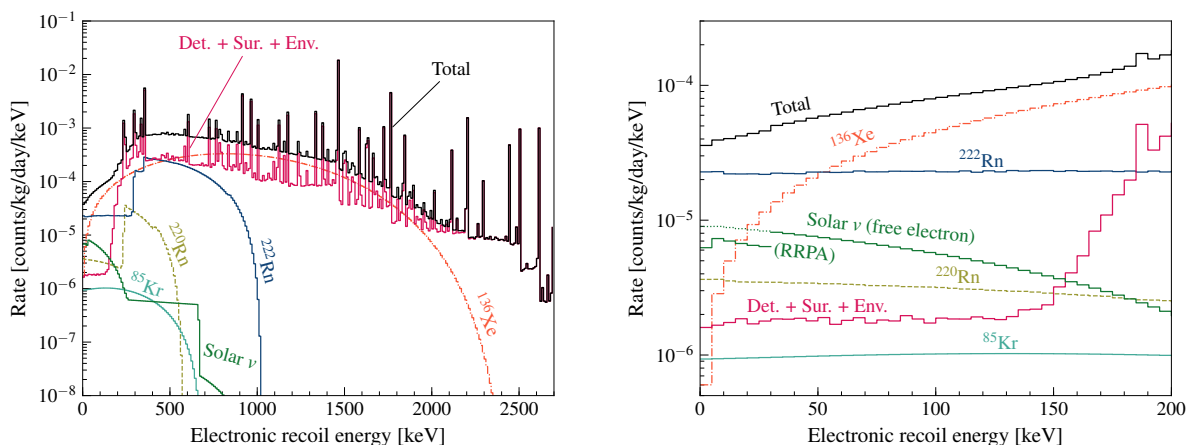 10⁻¹
10⁻²
10⁻³
10⁻⁴
10⁻⁵
10⁻⁶
10⁻⁷
10⁻⁸
Rate [counts/kg/day/keV]
Det. + Sur. + Env.
Total
²²⁰Rn
²²²Rn
⁸⁵Kr
¹³⁶Xe
Solar ν
0 500 1000 1500 2000 2500
Electronic recoil energy [keV]
10⁻⁴
10⁻⁵
10⁻⁶
Rate [counts/kg/day/keV]
Total
¹³⁶Xe
²²²Rn
Solar ν (free electron)
(RRPA)
²²⁰Rn
Det. + Sur. + Env.
⁸⁵Kr
0 50 100 150 200
Electronic recoil energy [keV]